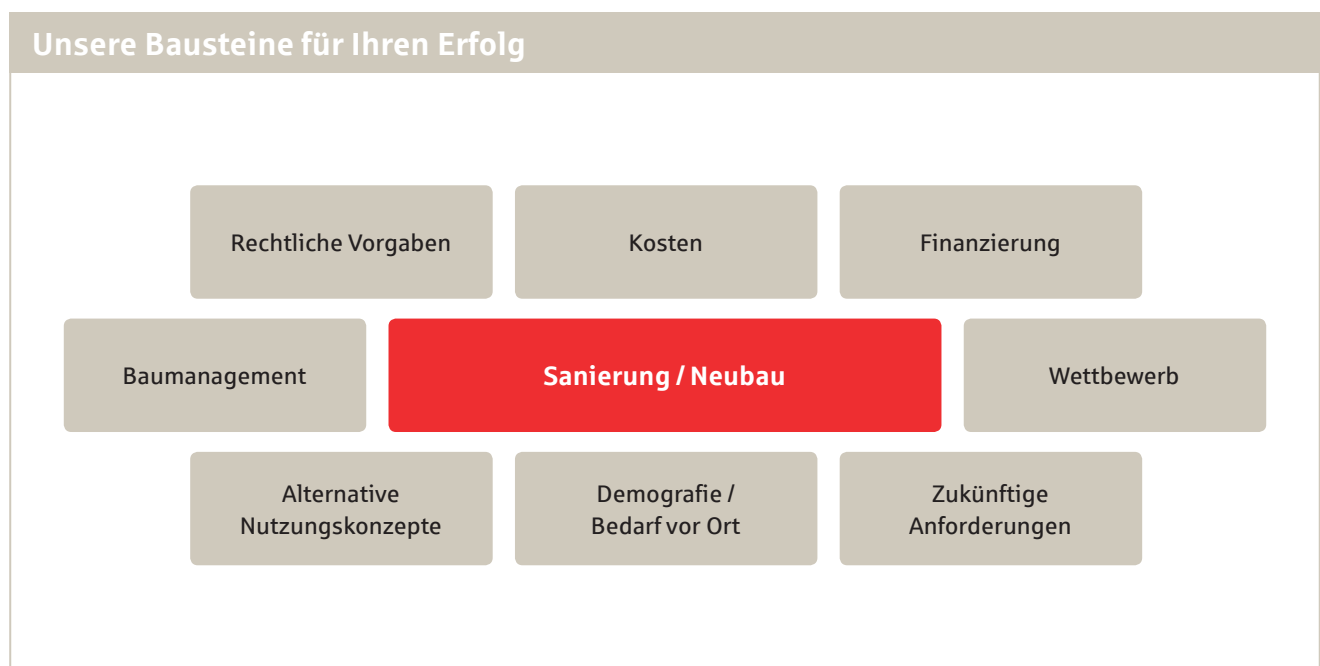 Unsere Bausteine für Ihren Erfolg
Rechtliche Vorgaben
Kosten
Finanzierung
Baumanagement
Sanierung / Neubau
Wettbewerb
Alternative
Nutzungskonzepte
Demografie /
Bedarf vor Ort
Zukünftige
Anforderungen